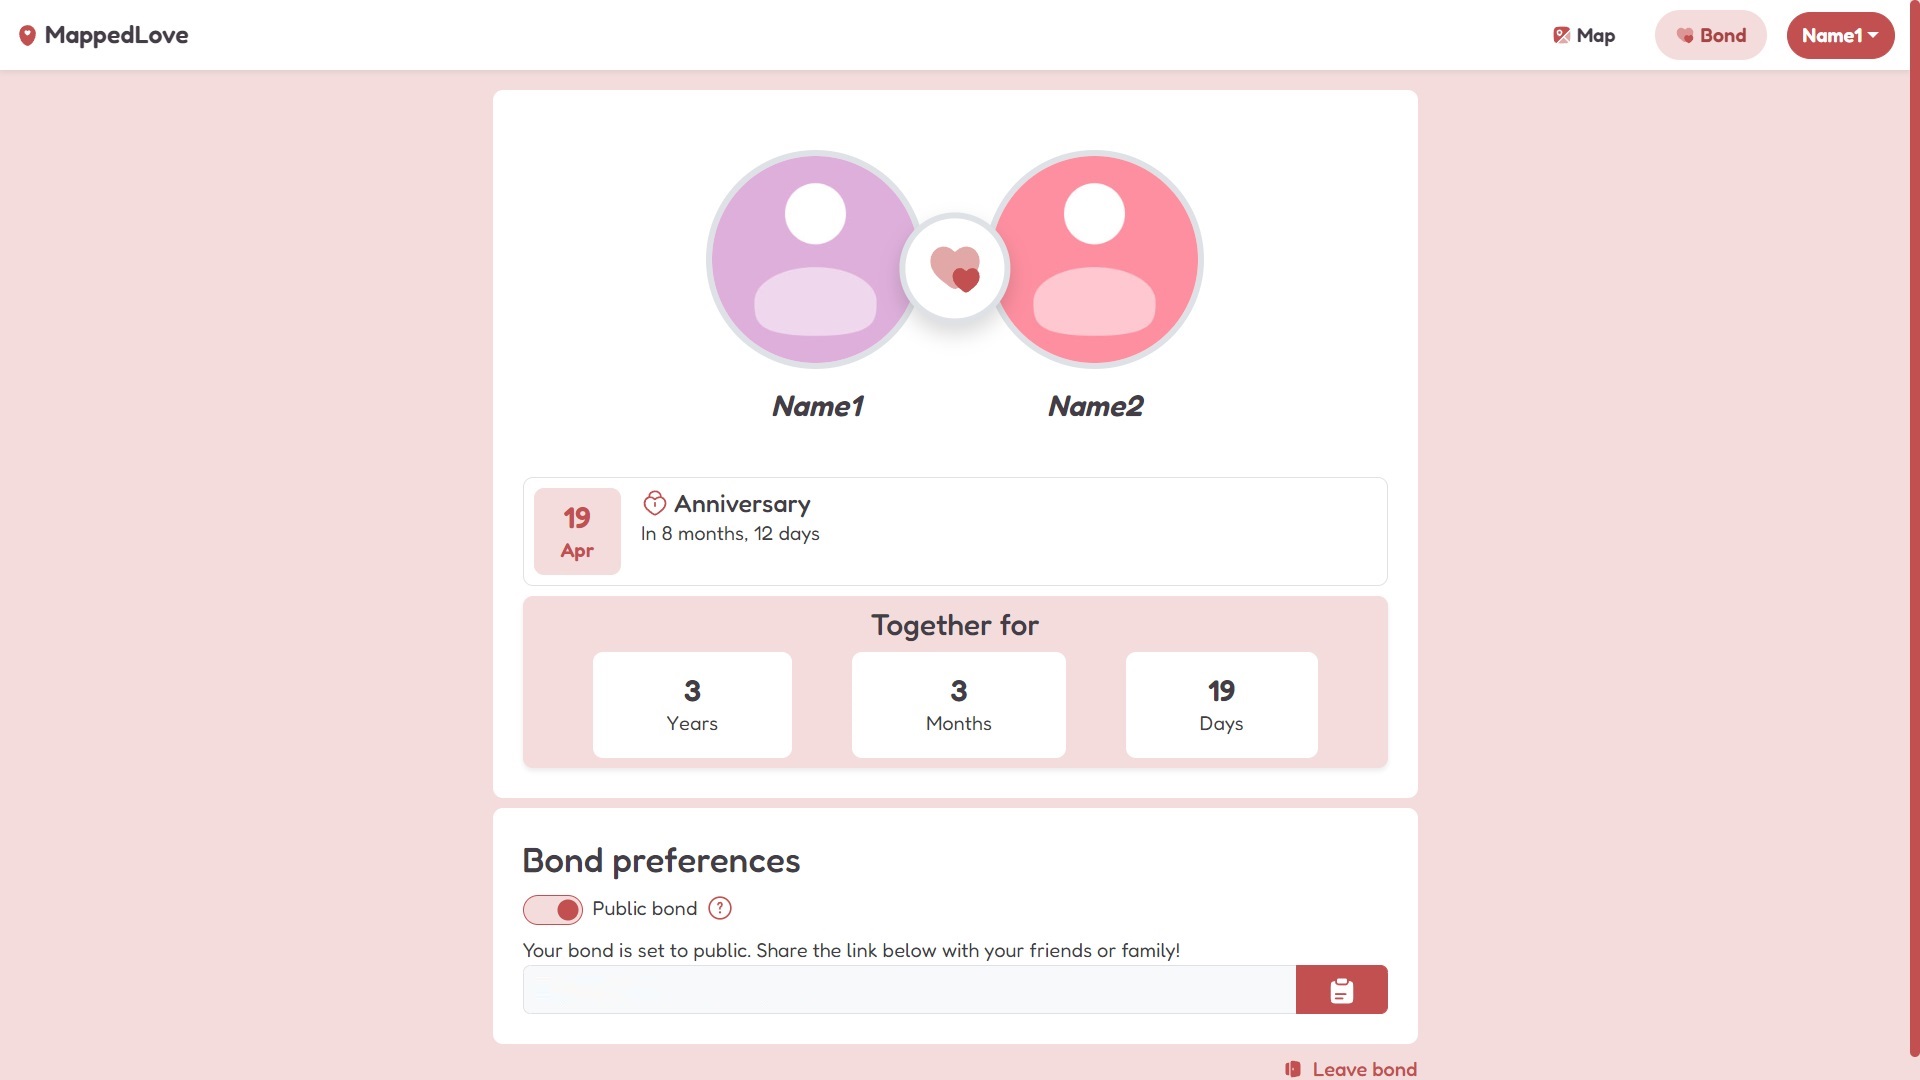 MappedLove
Map
Bond
Name1
Name1
Name2
19
Apr
Anniversary
In 8 months, 12 days
Together for
3
Years
3
Months
19
Days
Bond preferences
Public bond ?
Your bond is set to public. Share the link below with your friends or family!
Leave bond